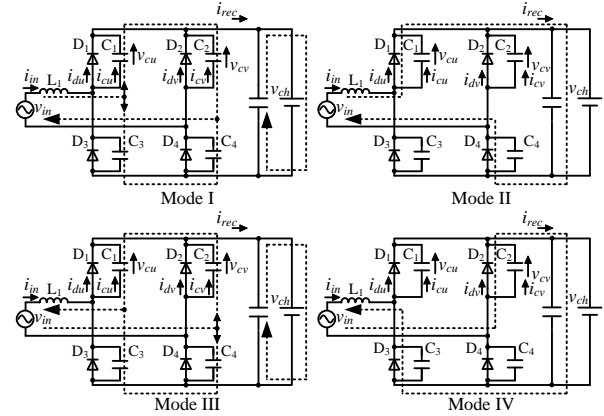 i_rec
D1 C1 D2 C2
v_cu v_cv
i_in L1 i_du i_cu i_dv i_cv
v_in v_ch
D3 C3 D4 C4
Mode I
i_rec
D1 C1 D2 C2
v_cu v_cv
i_in L1 i_du i_cu i_dv i_cv
v_in v_ch
D3 C3 D4 C4
Mode II
i_rec
D1 C1 D2 C2
v_cu v_cv
i_in L1 i_du i_cu i_dv i_cv
v_in v_ch
D3 C3 D4 C4
Mode III
i_rec
D1 C1 D2 C2
v_cu v_cv
i_in L1 i_du i_cu i_dv i_cv
v_in v_ch
D3 C3 D4 C4
Mode IV